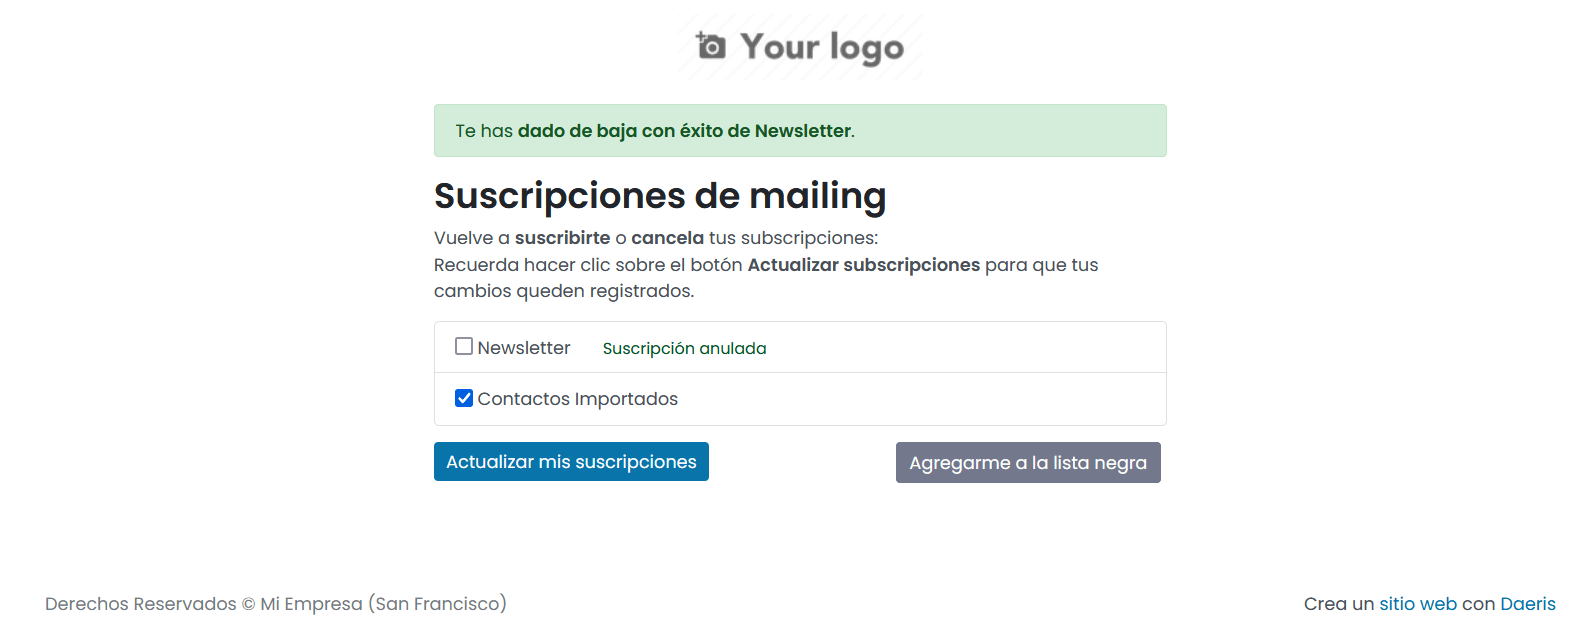 Your logo
Te has dado de baja con éxito de Newsletter.
Suscripciones de mailing
Vuelve a suscribirte o cancela tus subscripciones:
Recuerda hacer clic sobre el botón Actualizar subscripciones para que tus
cambios queden registrados.
Newsletter Suscripción anulada
Contactos Importados
Actualizar mis suscripciones Agregarme a la lista negra
Derechos Reservados © Mi Empresa (San Francisco) Crea un sitio web con Daeris